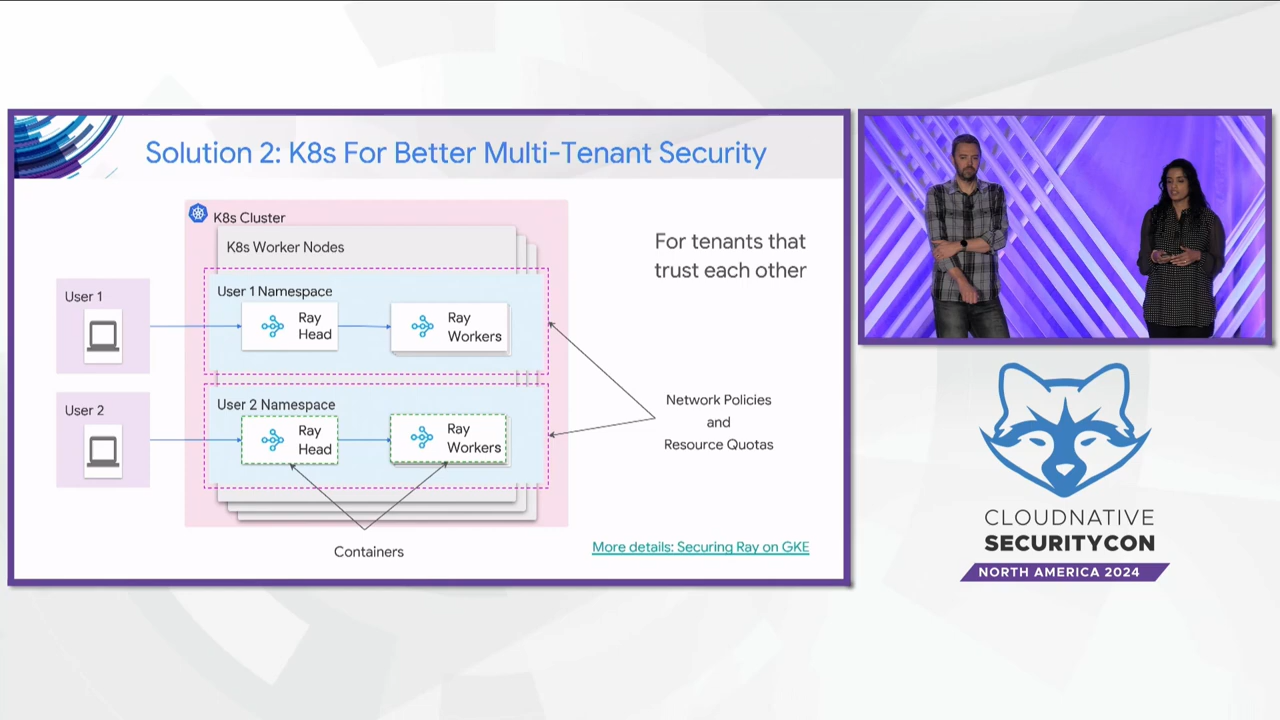 Solution 2: K8s For Better Multi-Tenant Security
K8s Cluster
K8s Worker Nodes
User 1
User 1 Namespace
Ray
Head
Ray
Workers
User 2
User 2 Namespace
Ray
Head
Ray
Workers
Containers
For tenants that
trust each other
Network Policies
and
Resource Quotas
More details: Securing Ray on GKE
CLOUDNATIVE
SECURITYCON
NORTH AMERICA 2024